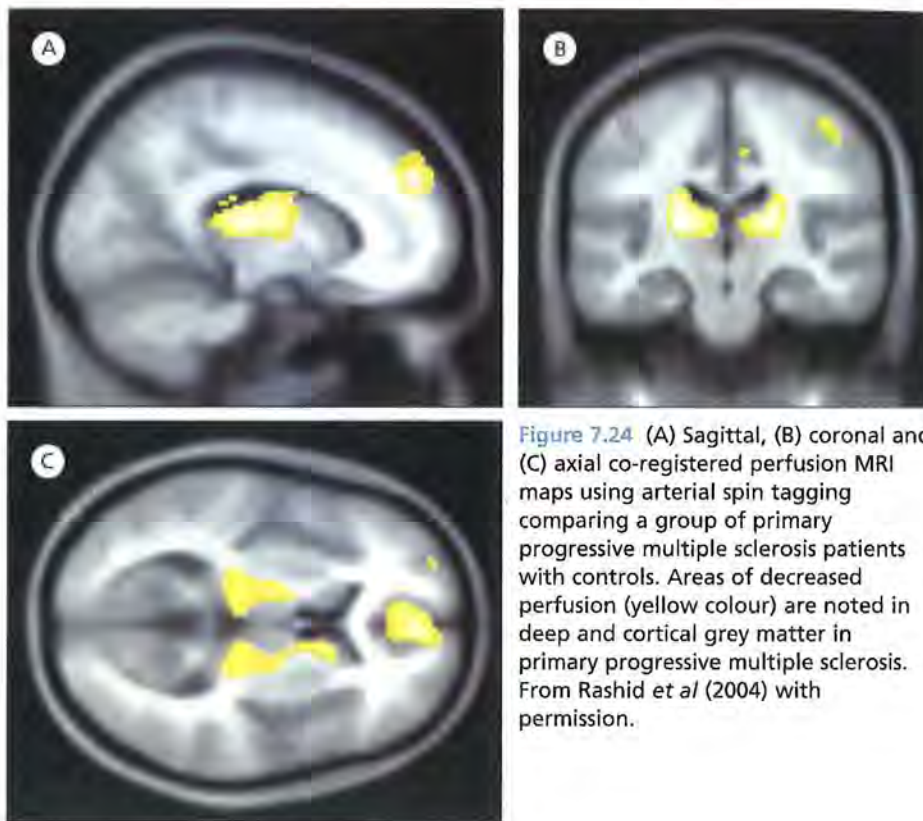 A
B
C
Figure 7.24 (A) Sagittal, (B) coronal and
(C) axial co-registered perfusion MRI
maps using arterial spin tagging
comparing a group of primary
progressive multiple sclerosis patients
with controls. Areas of decreased
perfusion (yellow colour) are noted in
deep and cortical grey matter in
primary progressive multiple sclerosis.
From Rashid et al (2004) with
permission.